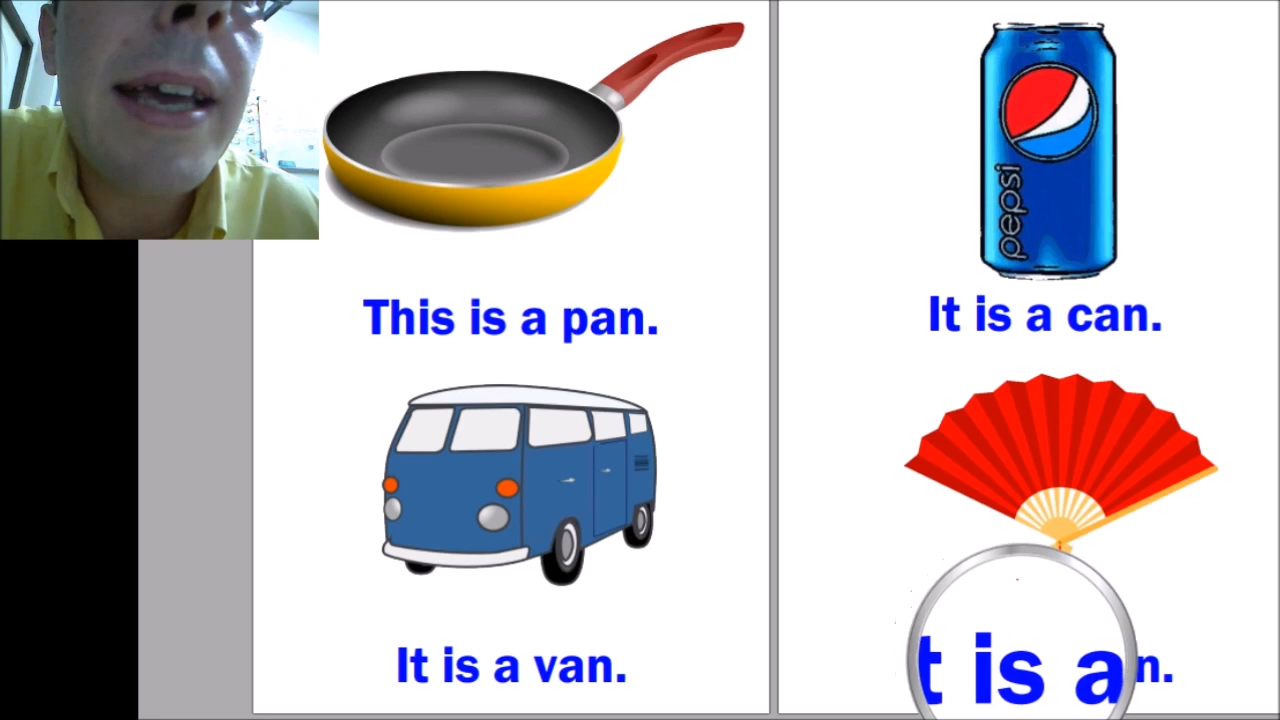 pepsi
This is a pan.
It is a can.
It is a van.
t is a n.